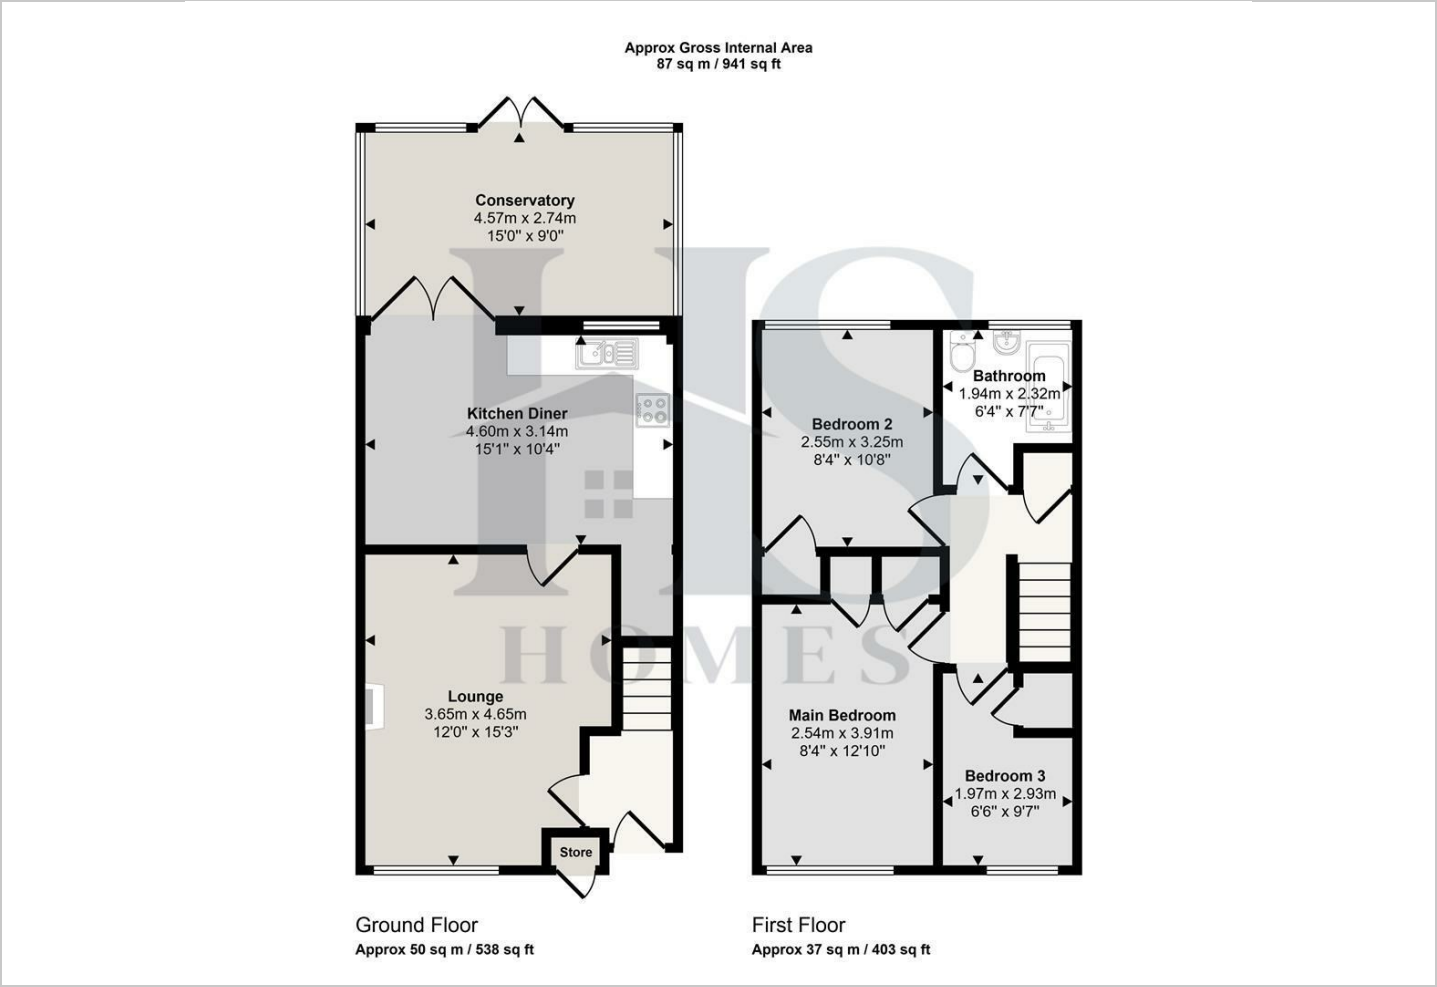 Approx Gross Internal Area
87 sq m / 941 sq ft
Conservatory
4.57m x 2.74m
15'0" x 9'0"
Kitchen Diner
4.60m x 3.14m
15'1" x 10'4"
Lounge
3.65m x 4.65m
12'0" x 15'3"
Store
Bedroom 2
2.55m x 3.25m
8'4" x 10'8"
Bathroom
1.94m x 2.32m
6'4" x 7'7"
Main Bedroom
2.54m x 3.91m
8'4" x 12'10"
Bedroom 3
1.97m x 2.93m
6'6" x 9'7"
HS
HOMES
Ground Floor
Approx 50 sq m / 538 sq ft
First Floor
Approx 37 sq m / 403 sq ft